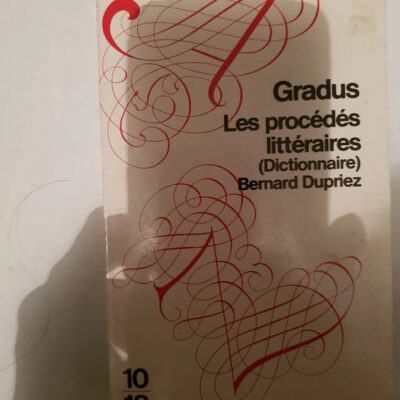 Gradus
Les procédés
littéraires
(Dictionnaire)
Bernard Dupriez
10
18